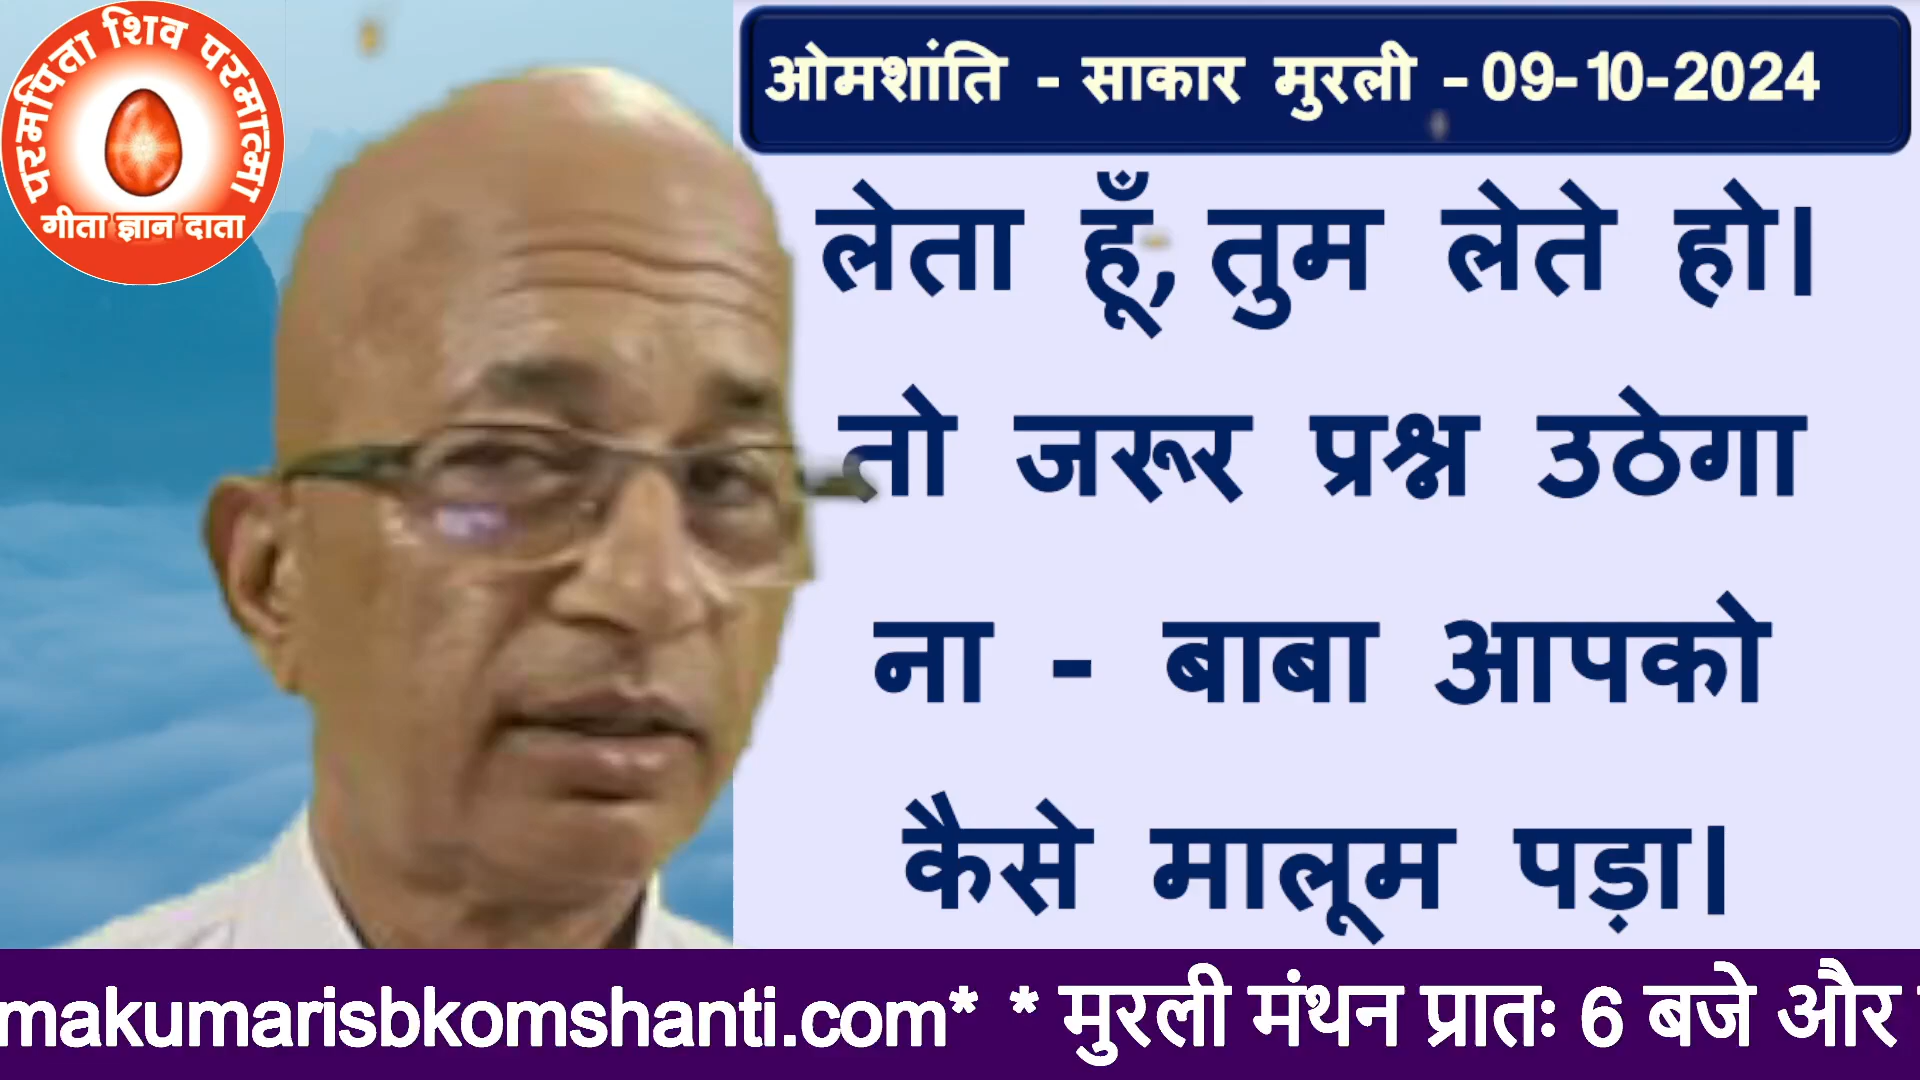 परमपिता शिव परमात्मा
गीता ज्ञान दाता
ओमशांति - साकार मुरली - 09-10-2024
लेता हूँ, तुम लेते हो।
तो जरूर प्रश्न उठेगा
ना - बाबा आपको
कैसे मालूम पड़ा।
makumarisbkomshanti.com* * मुरली मंथन प्रातः 6 बजे और